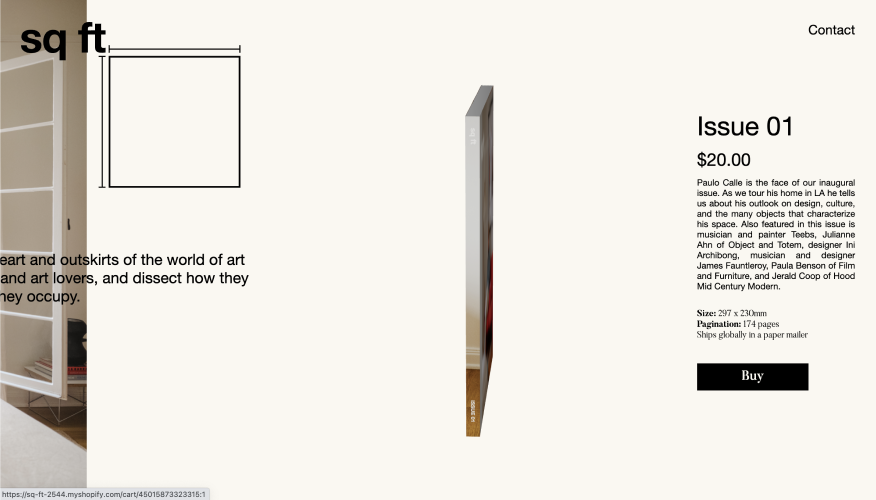 sq ft
Contact
eart and outskirts of the world of art
and art lovers, and dissect how they
hey occupy.
Issue 01
$20.00
Paulo Calle is the face of our inaugural
issue. As we tour his home in LA he tells
us about his outlook on design, culture,
and the many objects that characterize
his space. Also featured in this issue is
musician and painter Teebs, Julianne
Ahn of Object and Totem, designer Ini
Archibong, musician and designer
James Fauntleroy, Paula Benson of Film
and Furniture, and Jerald Coop of Hood
Mid Century Modern.
Size: 297 x 230mm
Pagination: 174 pages
Ships globally in a paper mailer
Buy
https://sq-ft-2544.myshopify.com/cart/45015873323315:1